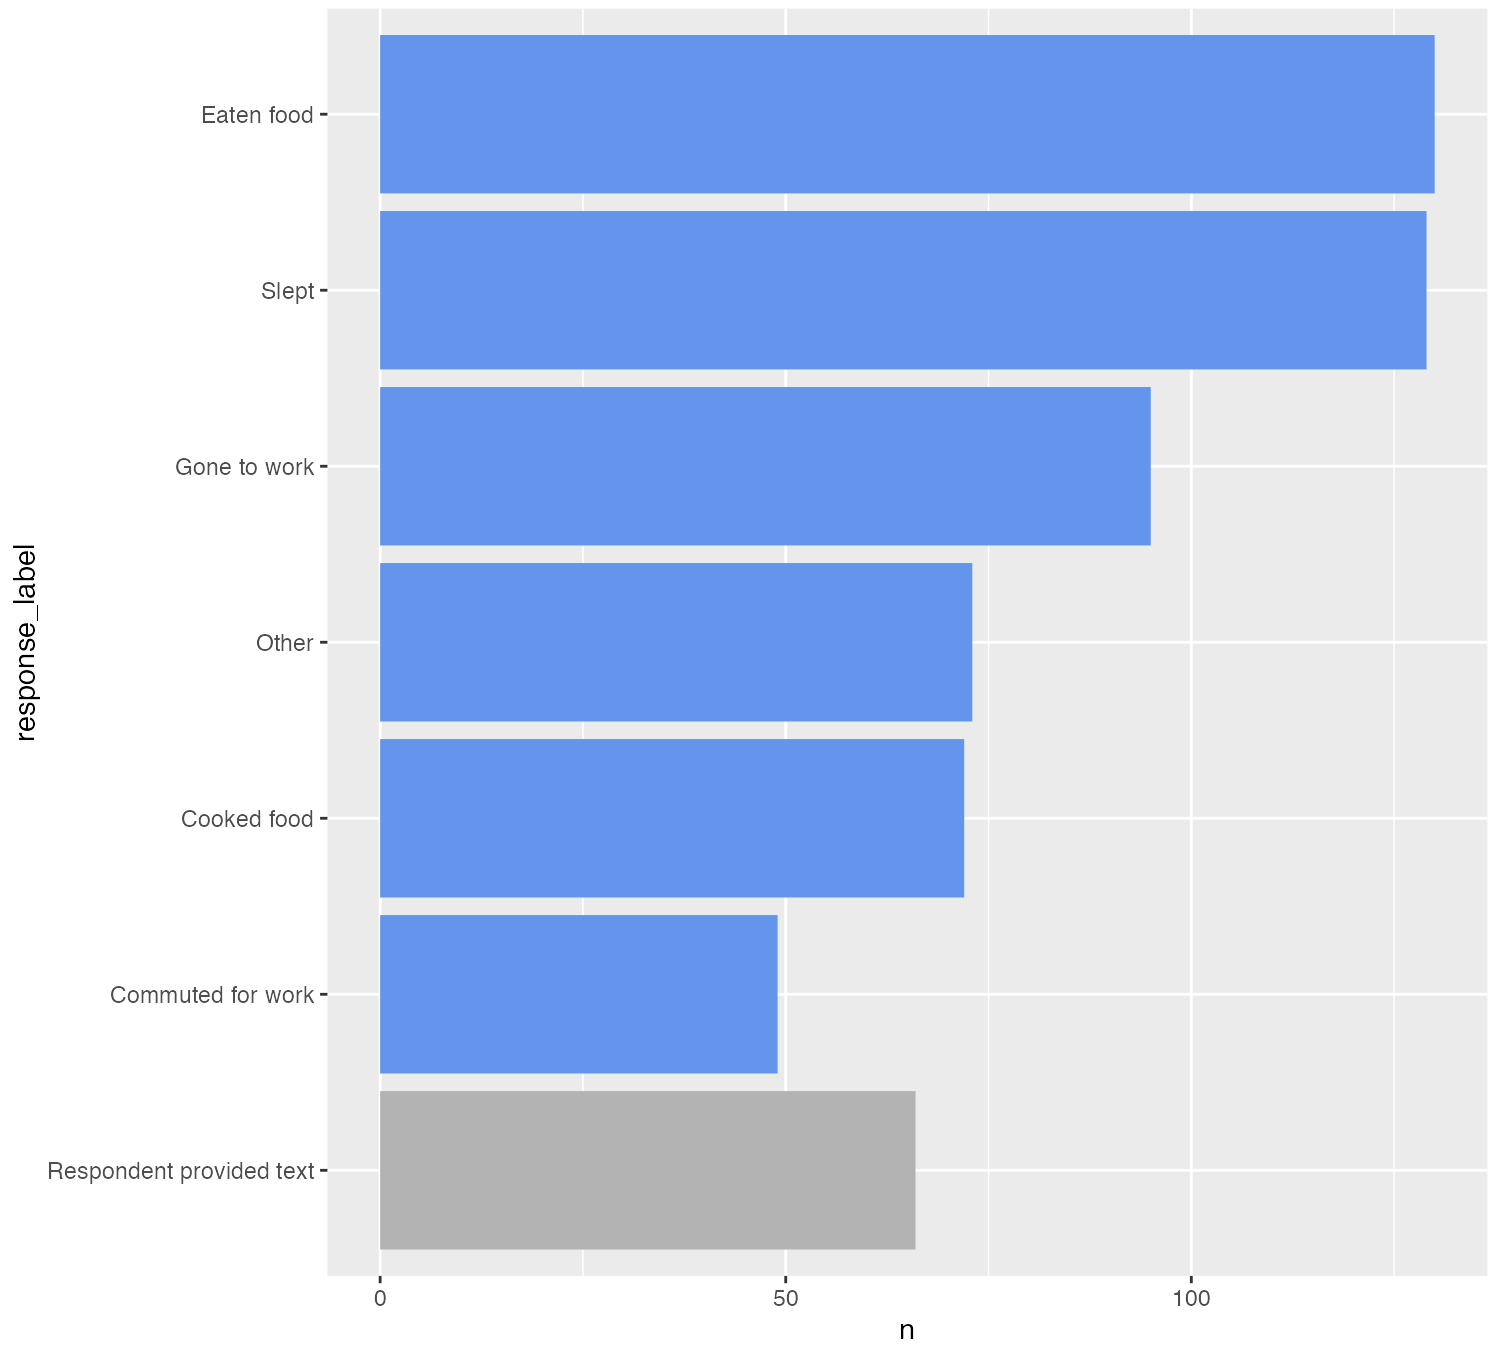 Eaten food
Slept
Gone to work
Other
Cooked food
Commuted for work
Respondent provided text
response_label
0 50 100
n